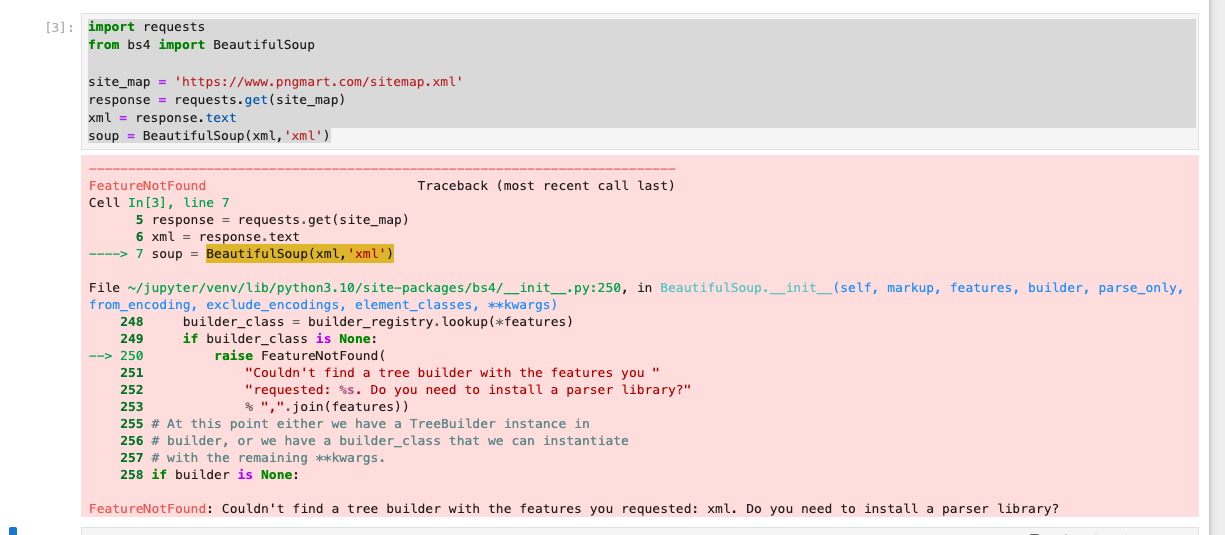 [3]: import requests
from bs4 import BeautifulSoup
site_map = 'https://www.pngmart.com/sitemap.xml'
response = requests.get(site_map)
xml = response.text
soup = BeautifulSoup(xml,'xml')
---------------------------------------------------------------------------
FeatureNotFound                           Traceback (most recent call last)
Cell In[3], line 7
      5 response = requests.get(site_map)
      6 xml = response.text
----> 7 soup = BeautifulSoup(xml,'xml')
File ~/jupyter/venv/lib/python3.10/site-packages/bs4/__init__.py:250, in BeautifulSoup.__init__(self, markup, features, builder, parse_only,
from_encoding, exclude_encodings, element_classes, **kwargs)
    248     builder_class = builder_registry.lookup(*features)
    249     if builder_class is None:
--> 250         raise FeatureNotFound(
    251             "Couldn't find a tree builder with the features you "
    252             "requested: %s. Do you need to install a parser library?"
    253             % ",".join(features))
    255 # At this point either we have a TreeBuilder instance in
    256 # builder, or we have a builder_class that we can instantiate
    257 # with the remaining **kwargs.
    258 if builder is None:
FeatureNotFound: Couldn't find a tree builder with the features you requested: xml. Do you need to install a parser library?